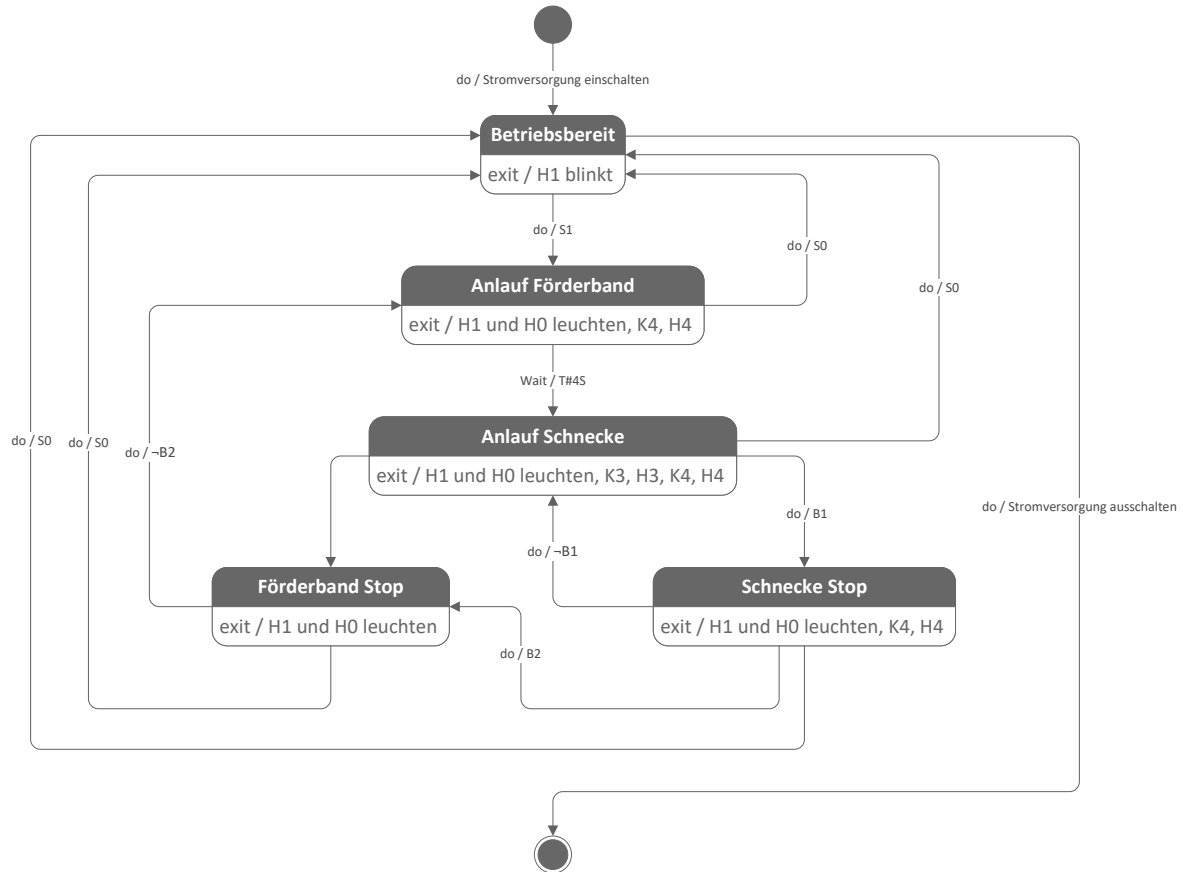 do / Stromversorgung einschalten
Betriebsbereit
exit / H1 blinkt
do / S1
do / S0
Anlauf Förderband
do / S0
exit / H1 und H0 leuchten, K4, H4
Wait / T#4S
Anlauf Schnecke
do / S0
do / S0
do / ¬B2
exit / H1 und H0 leuchten, K3, H3, K4, H4
do / Stromversorgung ausschalten
do / B1
do / ¬B1
Förderband Stop
Schnecke Stop
exit / H1 und H0 leuchten
exit / H1 und H0 leuchten, K4, H4
do / B2